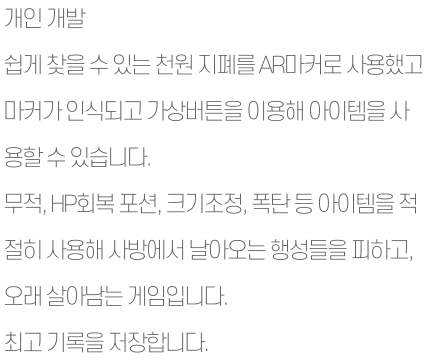 개인 개발
쉽게 찾을 수 있는 천원 지폐를 AR마커로 사용했고
마커가 인식되고 가상버튼을 이용해 아이템을 사
용할 수 있습니다.
무적, HP회복 포션, 크기조정, 폭탄 등 아이템을 적
절히 사용해 사방에서 날아오는 행성들을 피하고,
오래 살아남는 게임입니다.
최고 기록을 저장합니다.